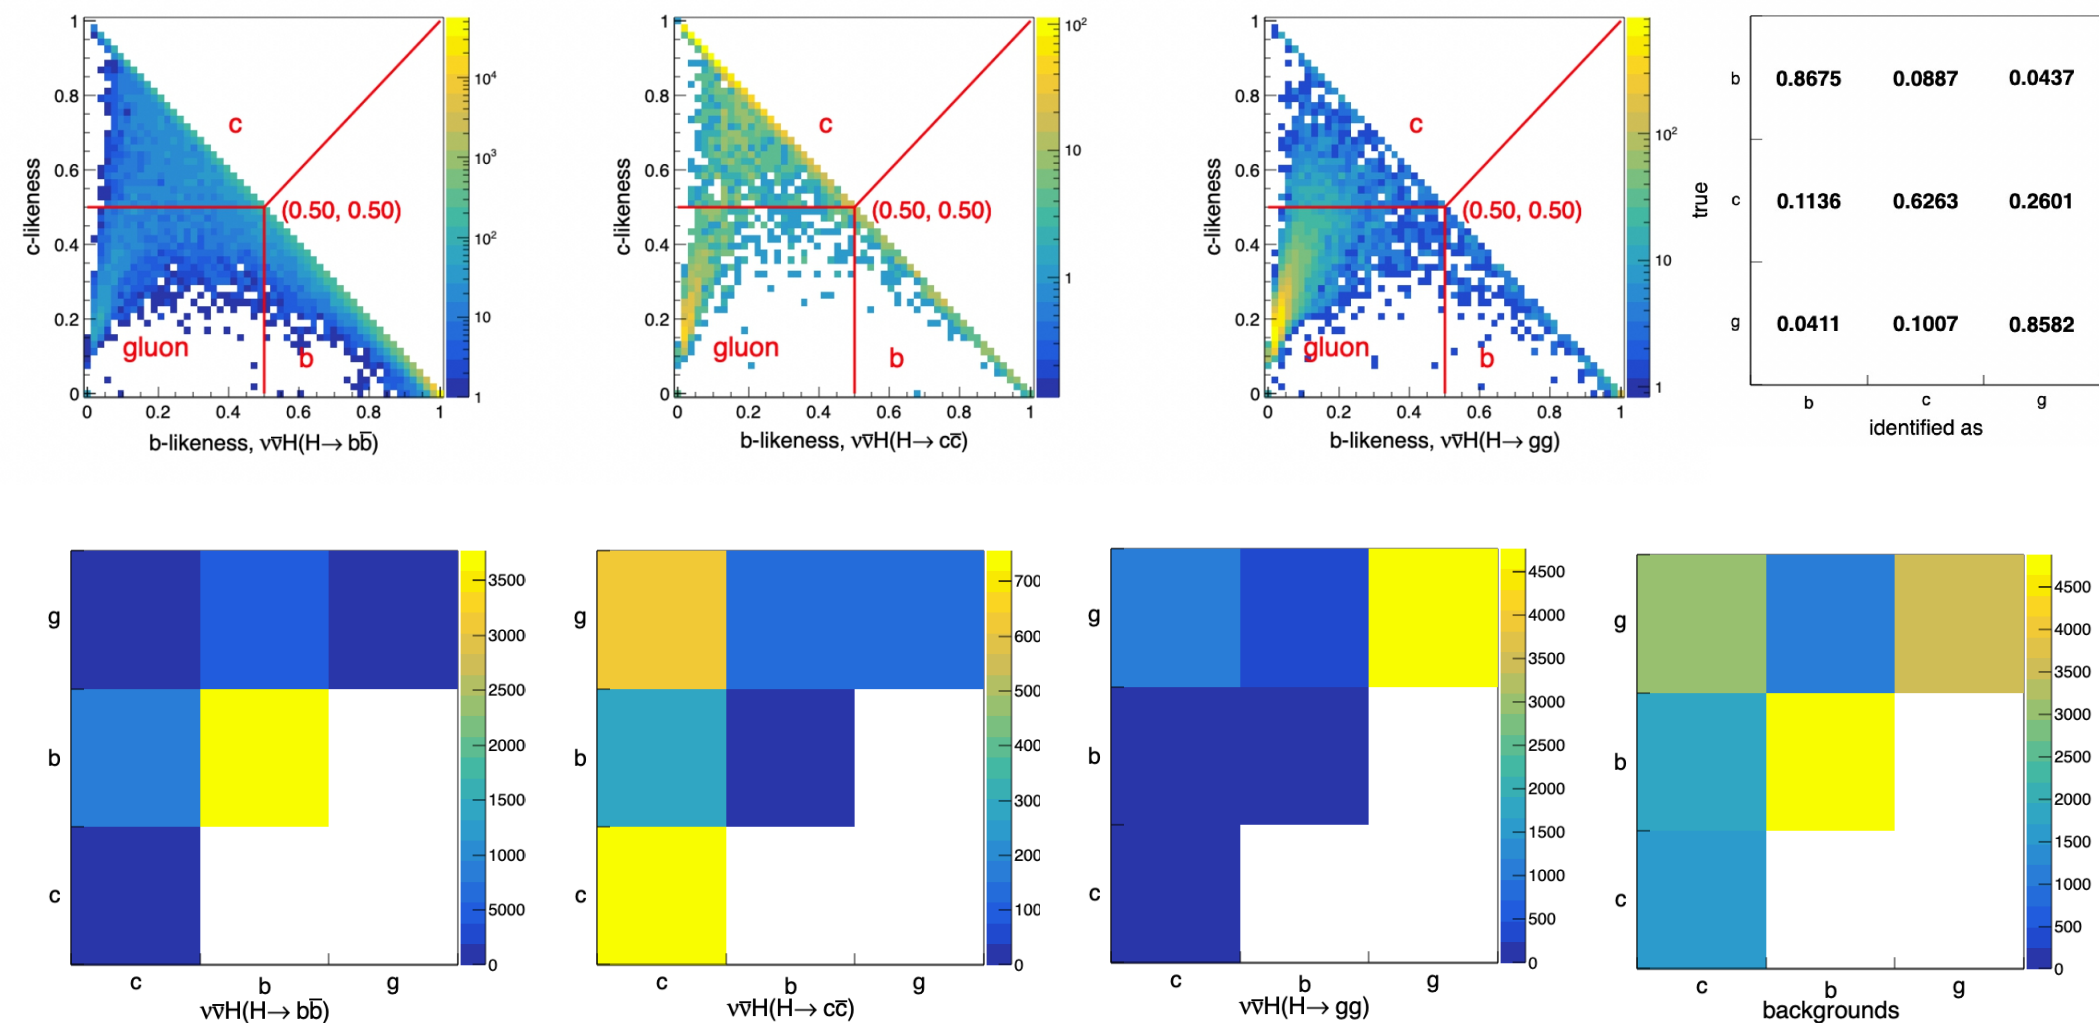 1
0.8
0.6
0.4
0.2
0
c-likeness
c
(0.50, 0.50)
gluon
b
0 0.2 0.4 0.6 0.8 1
b-likeness, νν̅H(H→ bb̅)
10⁴
10³
10²
10
1
1
0.8
0.6
0.4
0.2
0
c-likeness
c
(0.50, 0.50)
gluon
b
0 0.2 0.4 0.6 0.8 1
b-likeness, νν̅H(H→ cc̅)
10²
10
1
1
0.8
0.6
0.4
0.2
0
c-likeness
c
(0.50, 0.50)
gluon
b
0 0.2 0.4 0.6 0.8 1
b-likeness, νν̅H(H→ gg)
10²
10
1
true
b 0.8675 0.0887 0.0437
c 0.1136 0.6263 0.2601
g 0.0411 0.1007 0.8582
b c g
identified as
g
b
c
c b g
νν̅H(H→ bb̅)
3500
3000
2500
2000
1500
1000
5000
0
g
b
c
c b g
νν̅H(H→ cc̅)
700
600
500
400
300
200
100
0
g
b
c
c b g
νν̅H(H→ gg)
4500
4000
3500
3000
2500
2000
1500
1000
500
0
g
b
c
c b g
backgrounds
4500
4000
3500
3000
2500
2000
1500
1000
500
0